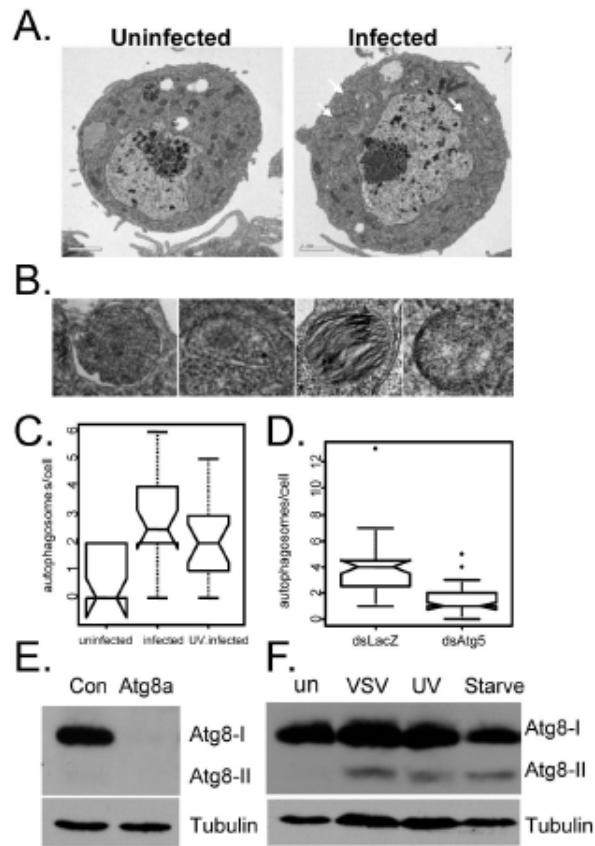 A.
Uninfected Infected
B.
C.
D.
autophagosomes/cell
0 1 2 3 4 5 6
uninfected infected UV.infected
autophagosomes/cell
0 2 4 6 8 10 12
dsLacZ dsAtg5
E.
Con Atg8a
Atg8-I
Atg8-II
Tubulin
F.
un VSV UV Starve
Atg8-I
Atg8-II
Tubulin